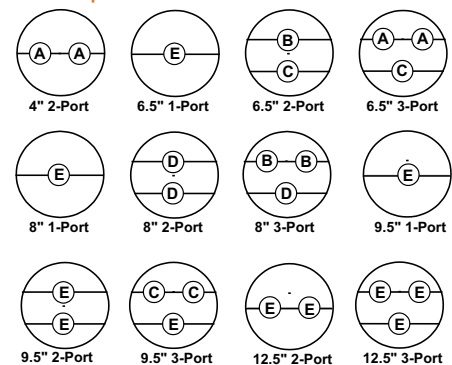 A A E B C A A C
4" 2-Port 6.5" 1-Port 6.5" 2-Port 6.5" 3-Port
E D D B B D E
8" 1-Port 8" 2-Port 8" 3-Port 9.5" 1-Port
E E C C E E E E E E
9.5" 2-Port 9.5" 3-Port 12.5" 2-Port 12.5" 3-Port